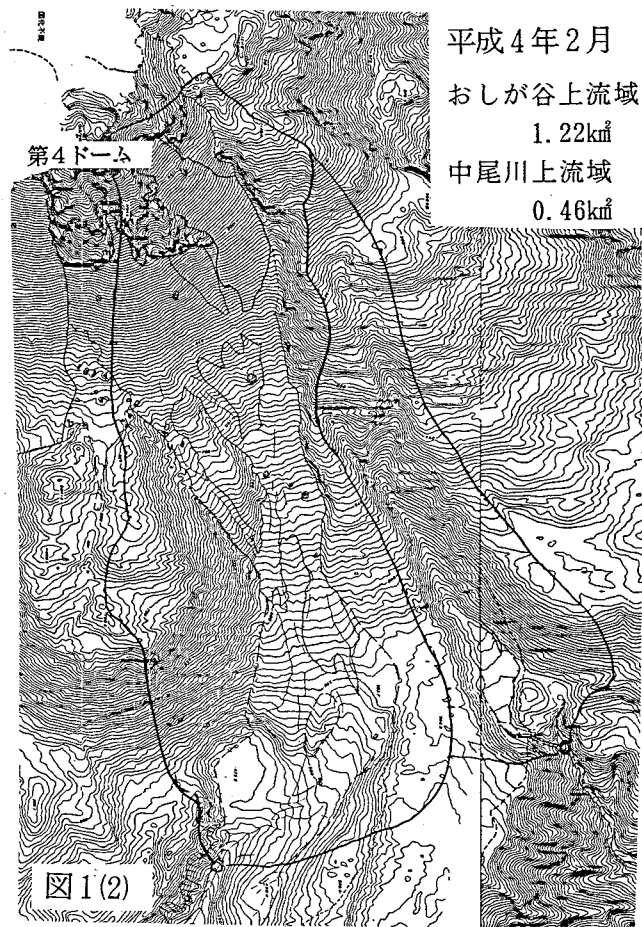 平成4年2月
おしが谷上流域
1.22km²
中尾川上流域
0.46km²
第4ドーム
図1(2)